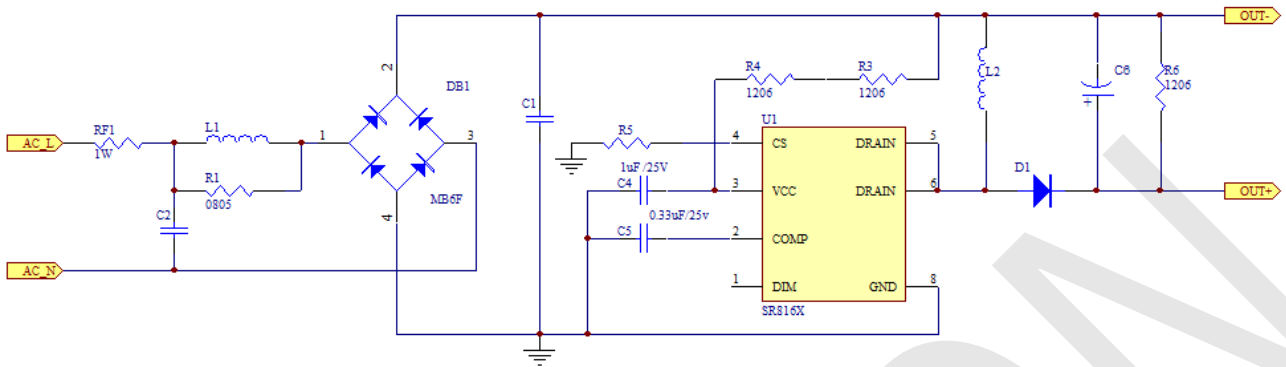 OUT-
2
DB1
R4
1206
R3
1206
L2
C6
+
R6
1206
C1
U1
RF1
1W
L1
1
3
AC_L
R5
4
CS
DRAIN
5
1uF/25V
R1
0805
C4
3
VCC
DRAIN
6
D1
OUT+
MB6F
C2
4
0.33uF/25v
C5
2
COMP
AC_N
1
DIM
GND
8
SR816X